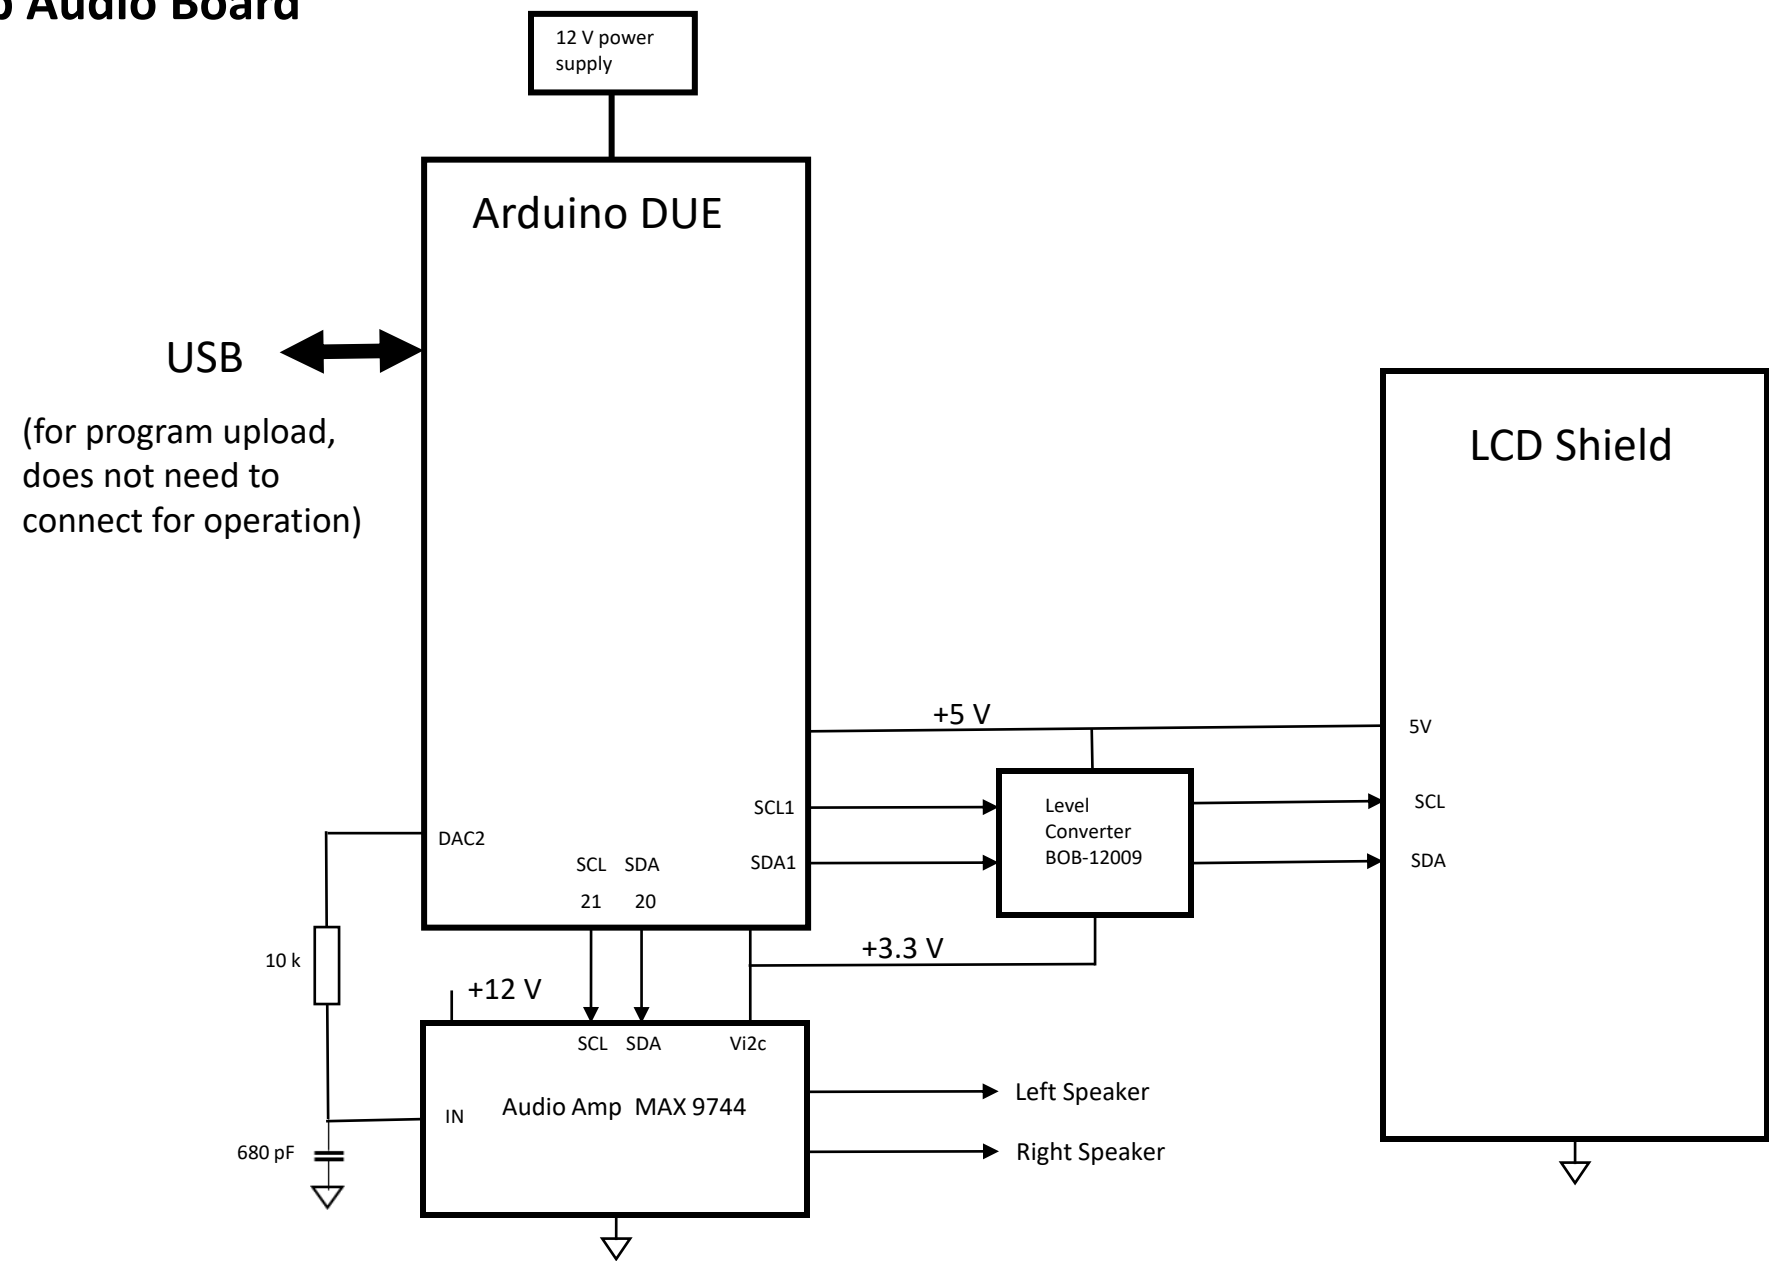 Audio Board
12 V power
supply
Arduino DUE
USB
(for program upload,
does not need to
connect for operation)
LCD Shield
+5 V
5V
SCL1
Level
Converter
BOB-12009
SCL
DAC2
SCL SDA
SDA1
SDA
21 20
+3.3 V
10 k
+12 V
SCL SDA
Vi2c
Left Speaker
IN
Audio Amp MAX 9744
680 pF
Right Speaker